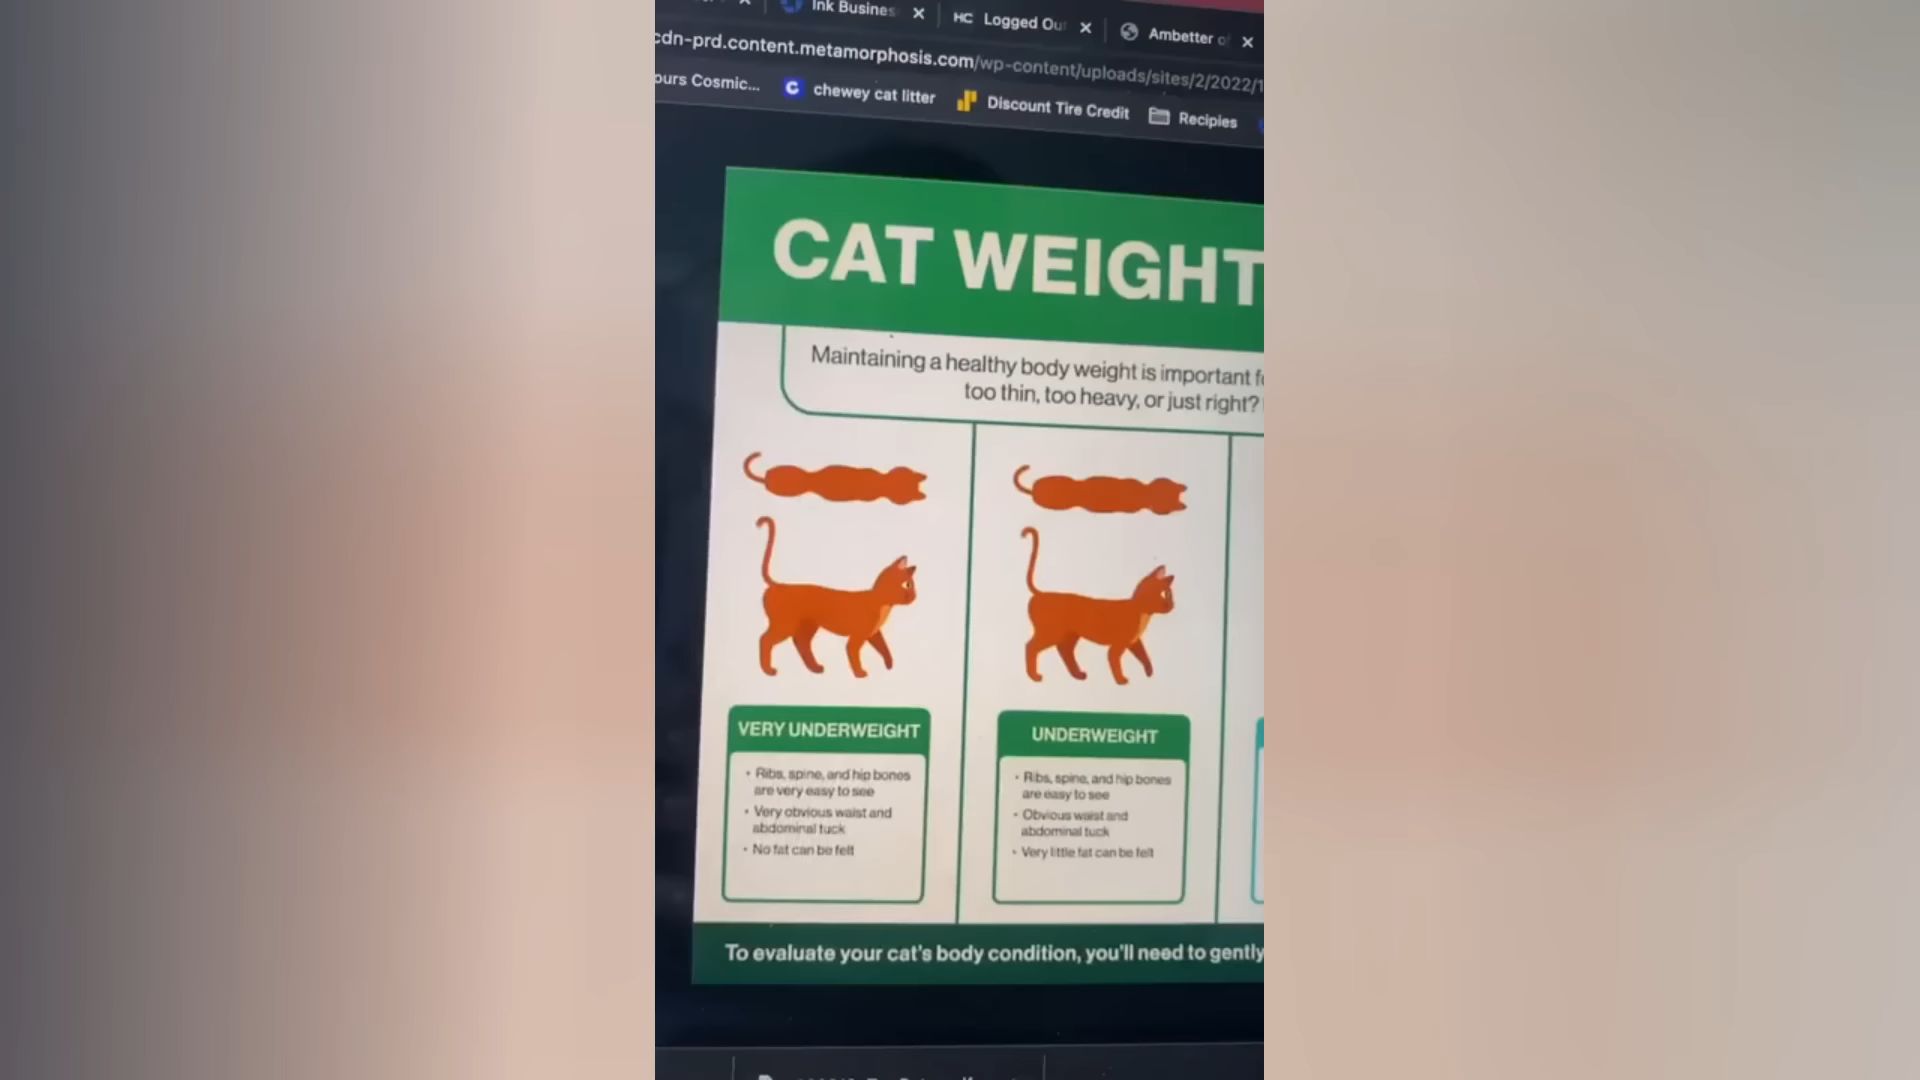 Ink Busines
HC Logged Ou
Ambetter o
cdn-prd.content.metamorphosis.com/wp-content/uploads/sites/2/2022/1
ours Cosmic...
chewey cat litter
Discount Tire Credit
Recipies
CAT WEIGHT
Maintaining a healthy body weight is important f
too thin, too heavy, or just right?
VERY UNDERWEIGHT
• Ribs, spine, and hip bones
are very easy to see
• Very obvious waist and
abdominal tuck
• No fat can be felt
UNDERWEIGHT
• Ribs, spine, and hip bones
are easy to see
• Obvious waist and
abdominal tuck
• Very little fat can be felt
To evaluate your cat's body condition, you'll need to gently